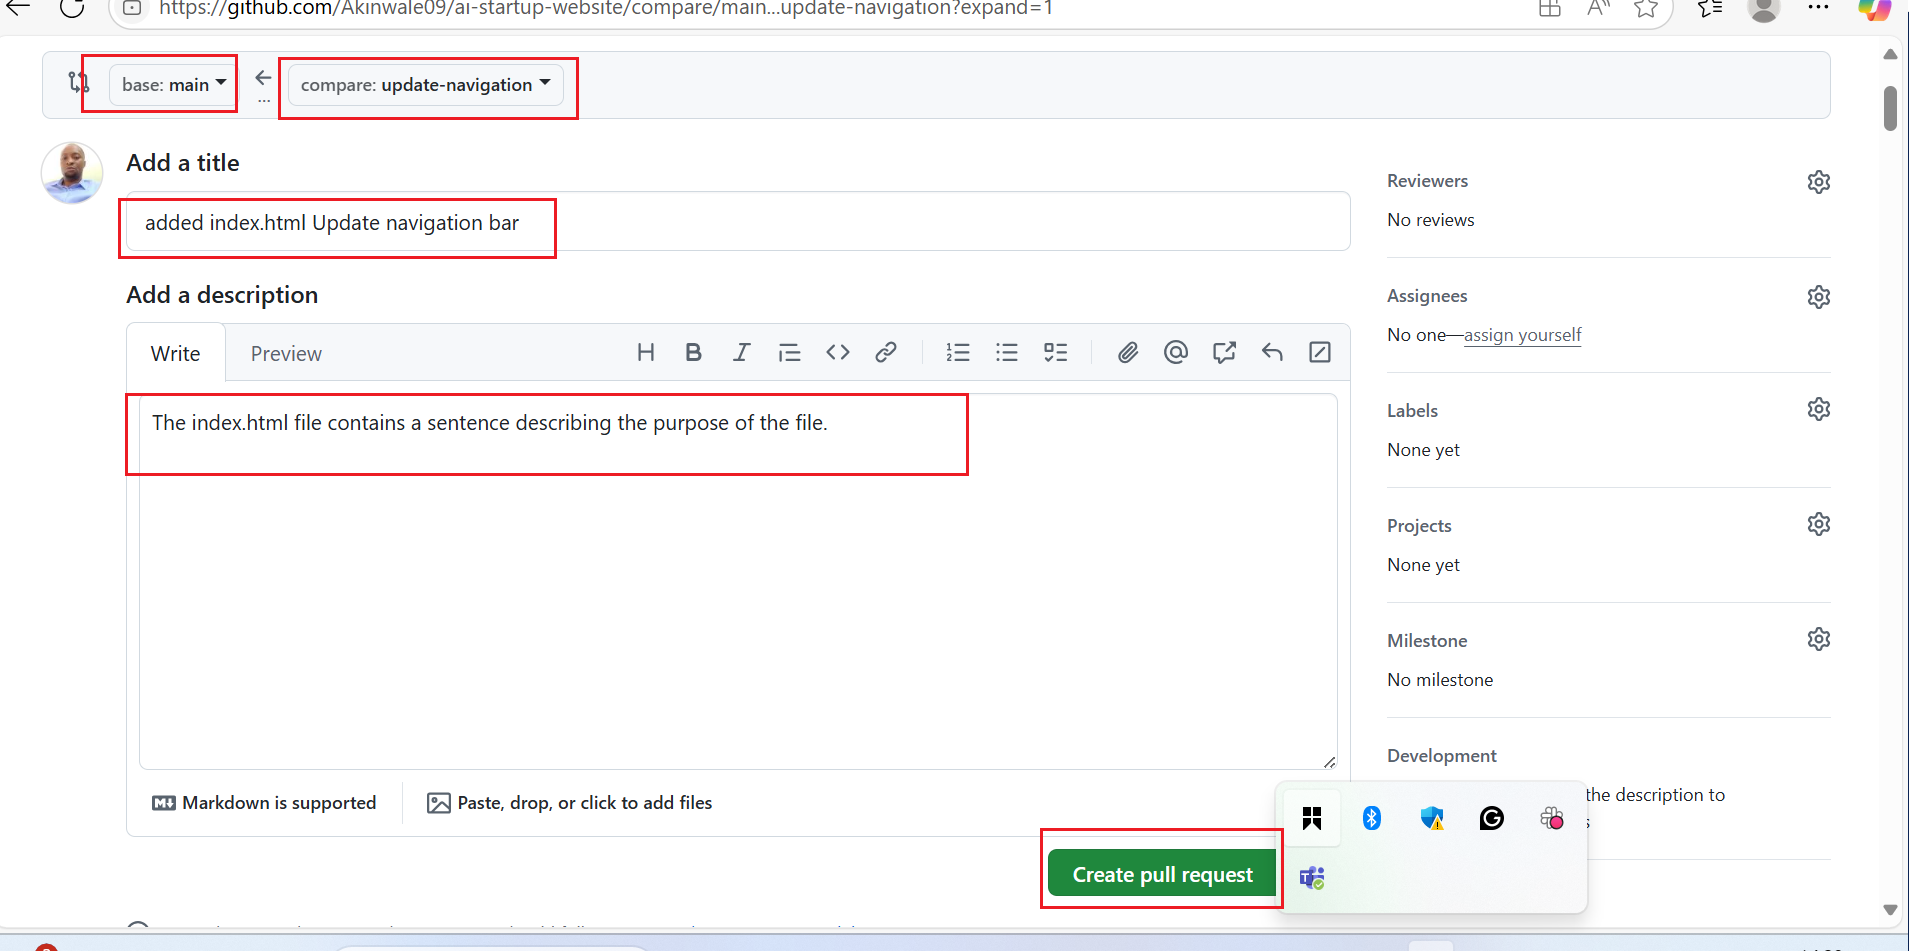 https://github.com/Akinwale09/ai-startup-website/compare/main...update-navigation?expand=1
base: main
...
compare: update-navigation
Add a title
added index.html Update navigation bar
Add a description
Write
Preview
The index.html file contains a sentence describing the purpose of the file.
Markdown is supported
Paste, drop, or click to add files
Create pull request
Reviewers
No reviews
Assignees
No one—assign yourself
Labels
None yet
Projects
None yet
Milestone
No milestone
Development
the description to